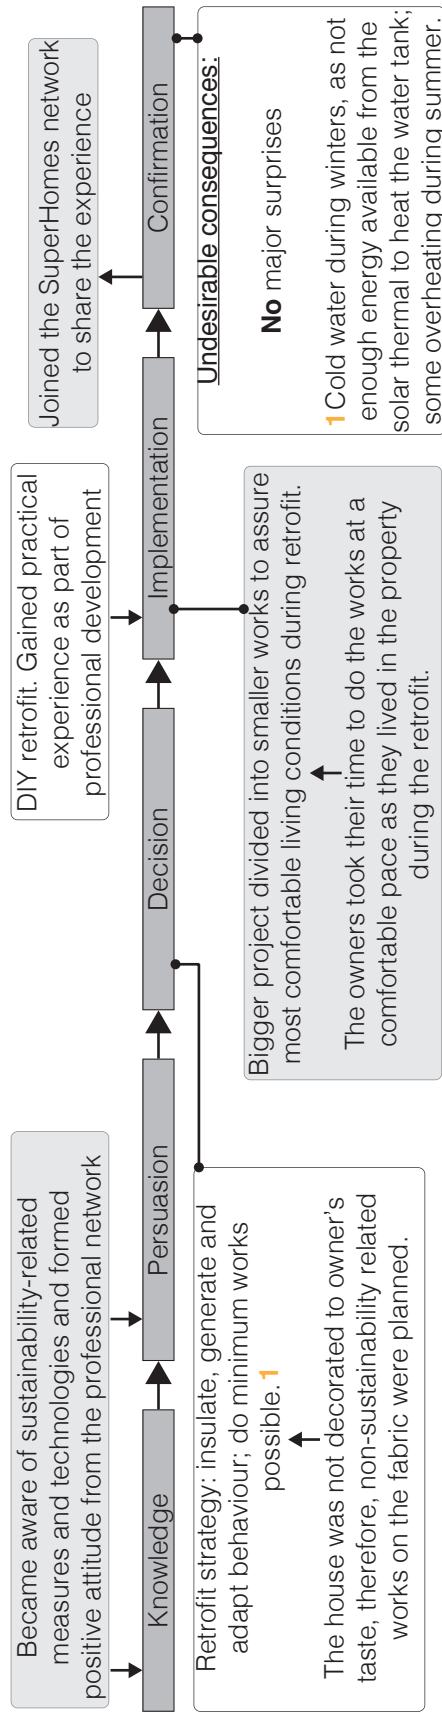 Became aware of sustainability-related
measures and technologies and formed
positive attitude from the professional network
DIY retrofit. Gained practical
experience as part of
professional development
Joined the SuperHomes network
to share the experience
Knowledge
Persuasion
Decision
Implementation
Confirmation
Retrofit strategy: insulate, generate and
adapt behaviour; do minimum works
possible. 1
The house was not decorated to owner's
taste, therefore, non-sustainability related
works on the fabric were planned.
Bigger project divided into smaller works to assure
most comfortable living conditions during retrofit.
The owners took their time to do the works at a
comfortable pace as they lived in the property
during the retrofit.
Undesirable consequences:
No major surprises
1 Cold water during winters, as not
enough energy available from the
solar thermal to heat the water tank;
some overheating during summer.